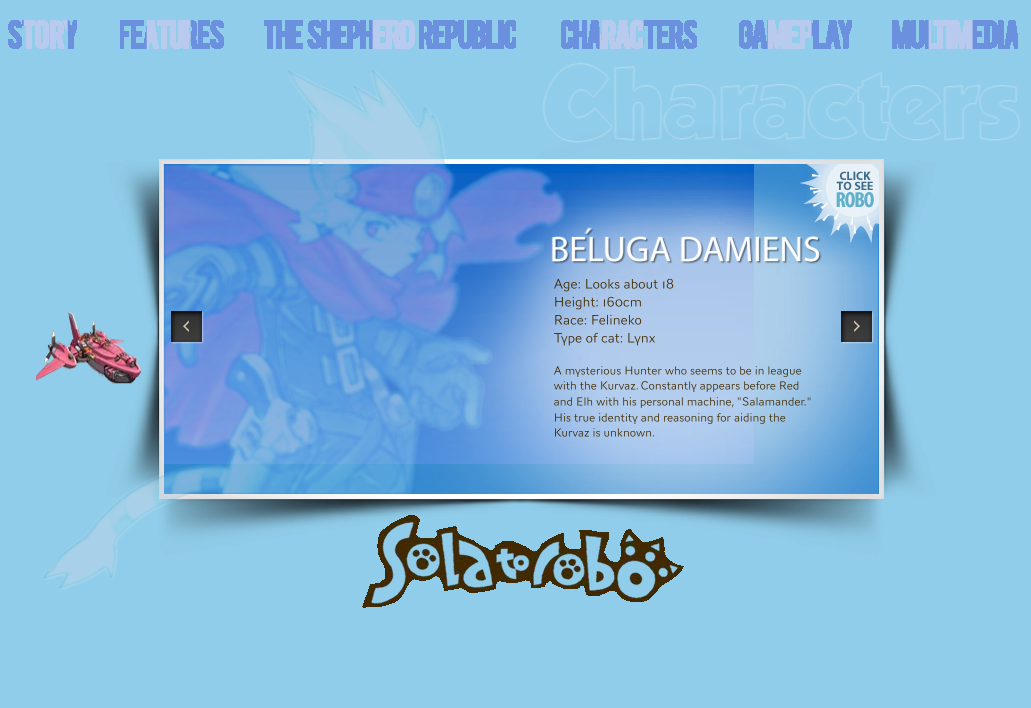 STORY FEATURES THE SHEPHERD REPUBLIC CHARACTERS GAMEPLAY MULTIMEDIA
Characters
CLICK
TO SEE
ROBO
BÉLUGA DAMIENS
Age: Looks about 18
Height: 160cm
Race: Felineko
Type of cat: Lynx
A mysterious Hunter who seems to be in league
with the Kurvaz. Constantly appears before Red
and Elh with his personal machine, "Salamander."
His true identity and reasoning for aiding the
Kurvaz is unknown.
Solatorobo